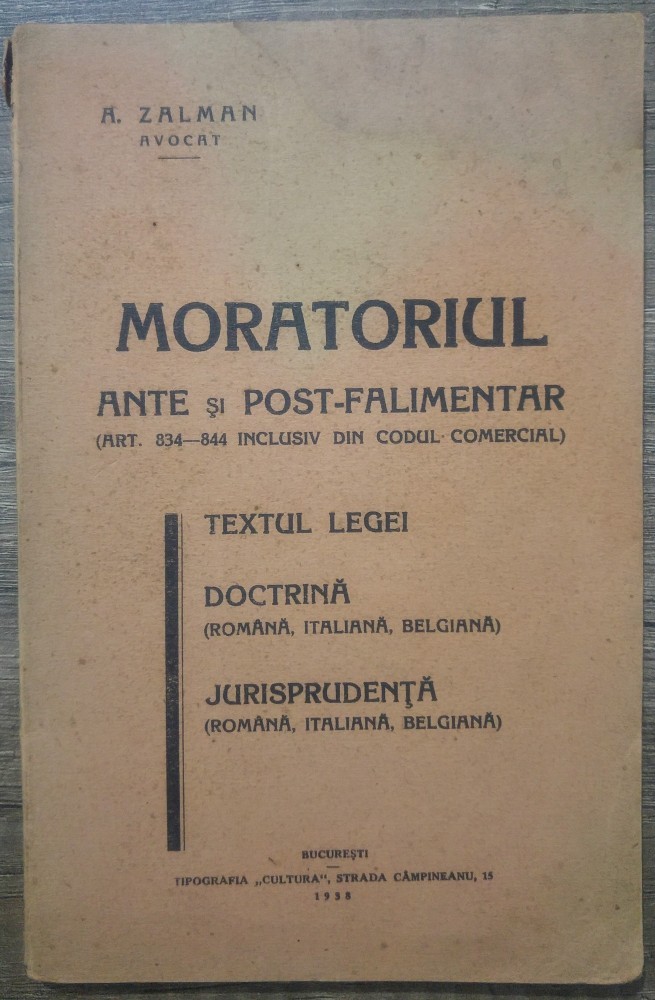 A. ZALMAN
AVOCAT
MORATORIUL
ANTE ȘI POST-FALIMENTAR
(ART. 834—844 INCLUSIV DIN CODUL COMERCIAL)
TEXTUL LEGEI
DOCTRINĂ
(ROMÂNĂ, ITALIANĂ, BELGIANĂ)
JURISPRUDENŢĂ
(ROMÂNĂ, ITALIANĂ, BELGIANĂ)
BUCUREŞTI
TIPOGRAFIA „CULTURA”, STRADA CÂMPINEANU, 15
1938